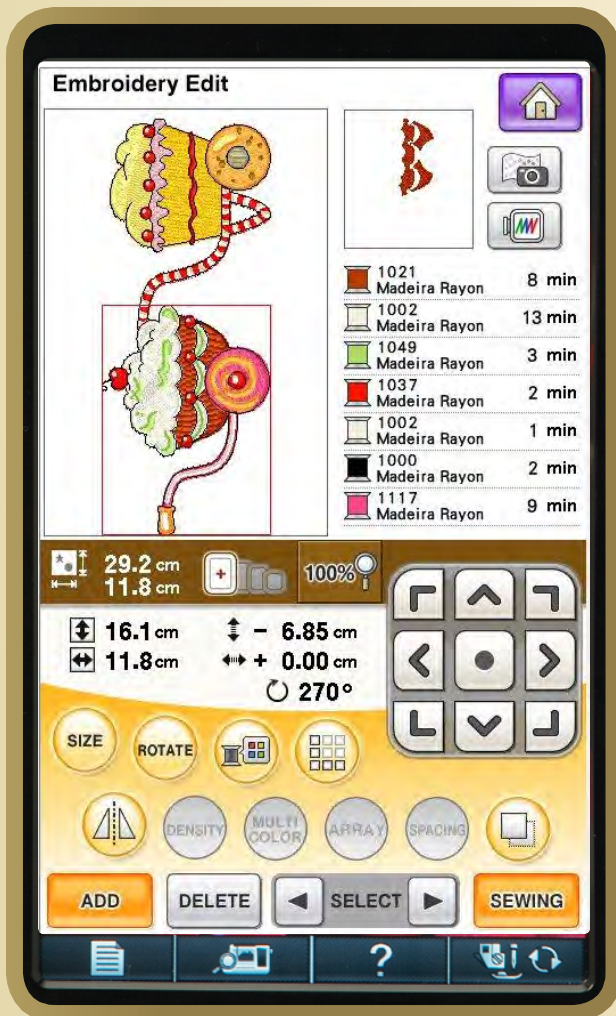 Embroidery Edit
1021
Madeira Rayon 8 min
1002
Madeira Rayon 13 min
1049
Madeira Rayon 3 min
1037
Madeira Rayon 2 min
1002
Madeira Rayon 1 min
1000
Madeira Rayon 2 min
1117
Madeira Rayon 9 min
29.2 cm
11.8 cm
100%
16.1 cm - 6.85 cm
11.8 cm + 0.00 cm
270°
SIZE
ROTATE
DENSITY
MULTI
COLOR
ARRAY
SPACING
ADD DELETE SELECT SEWING
?